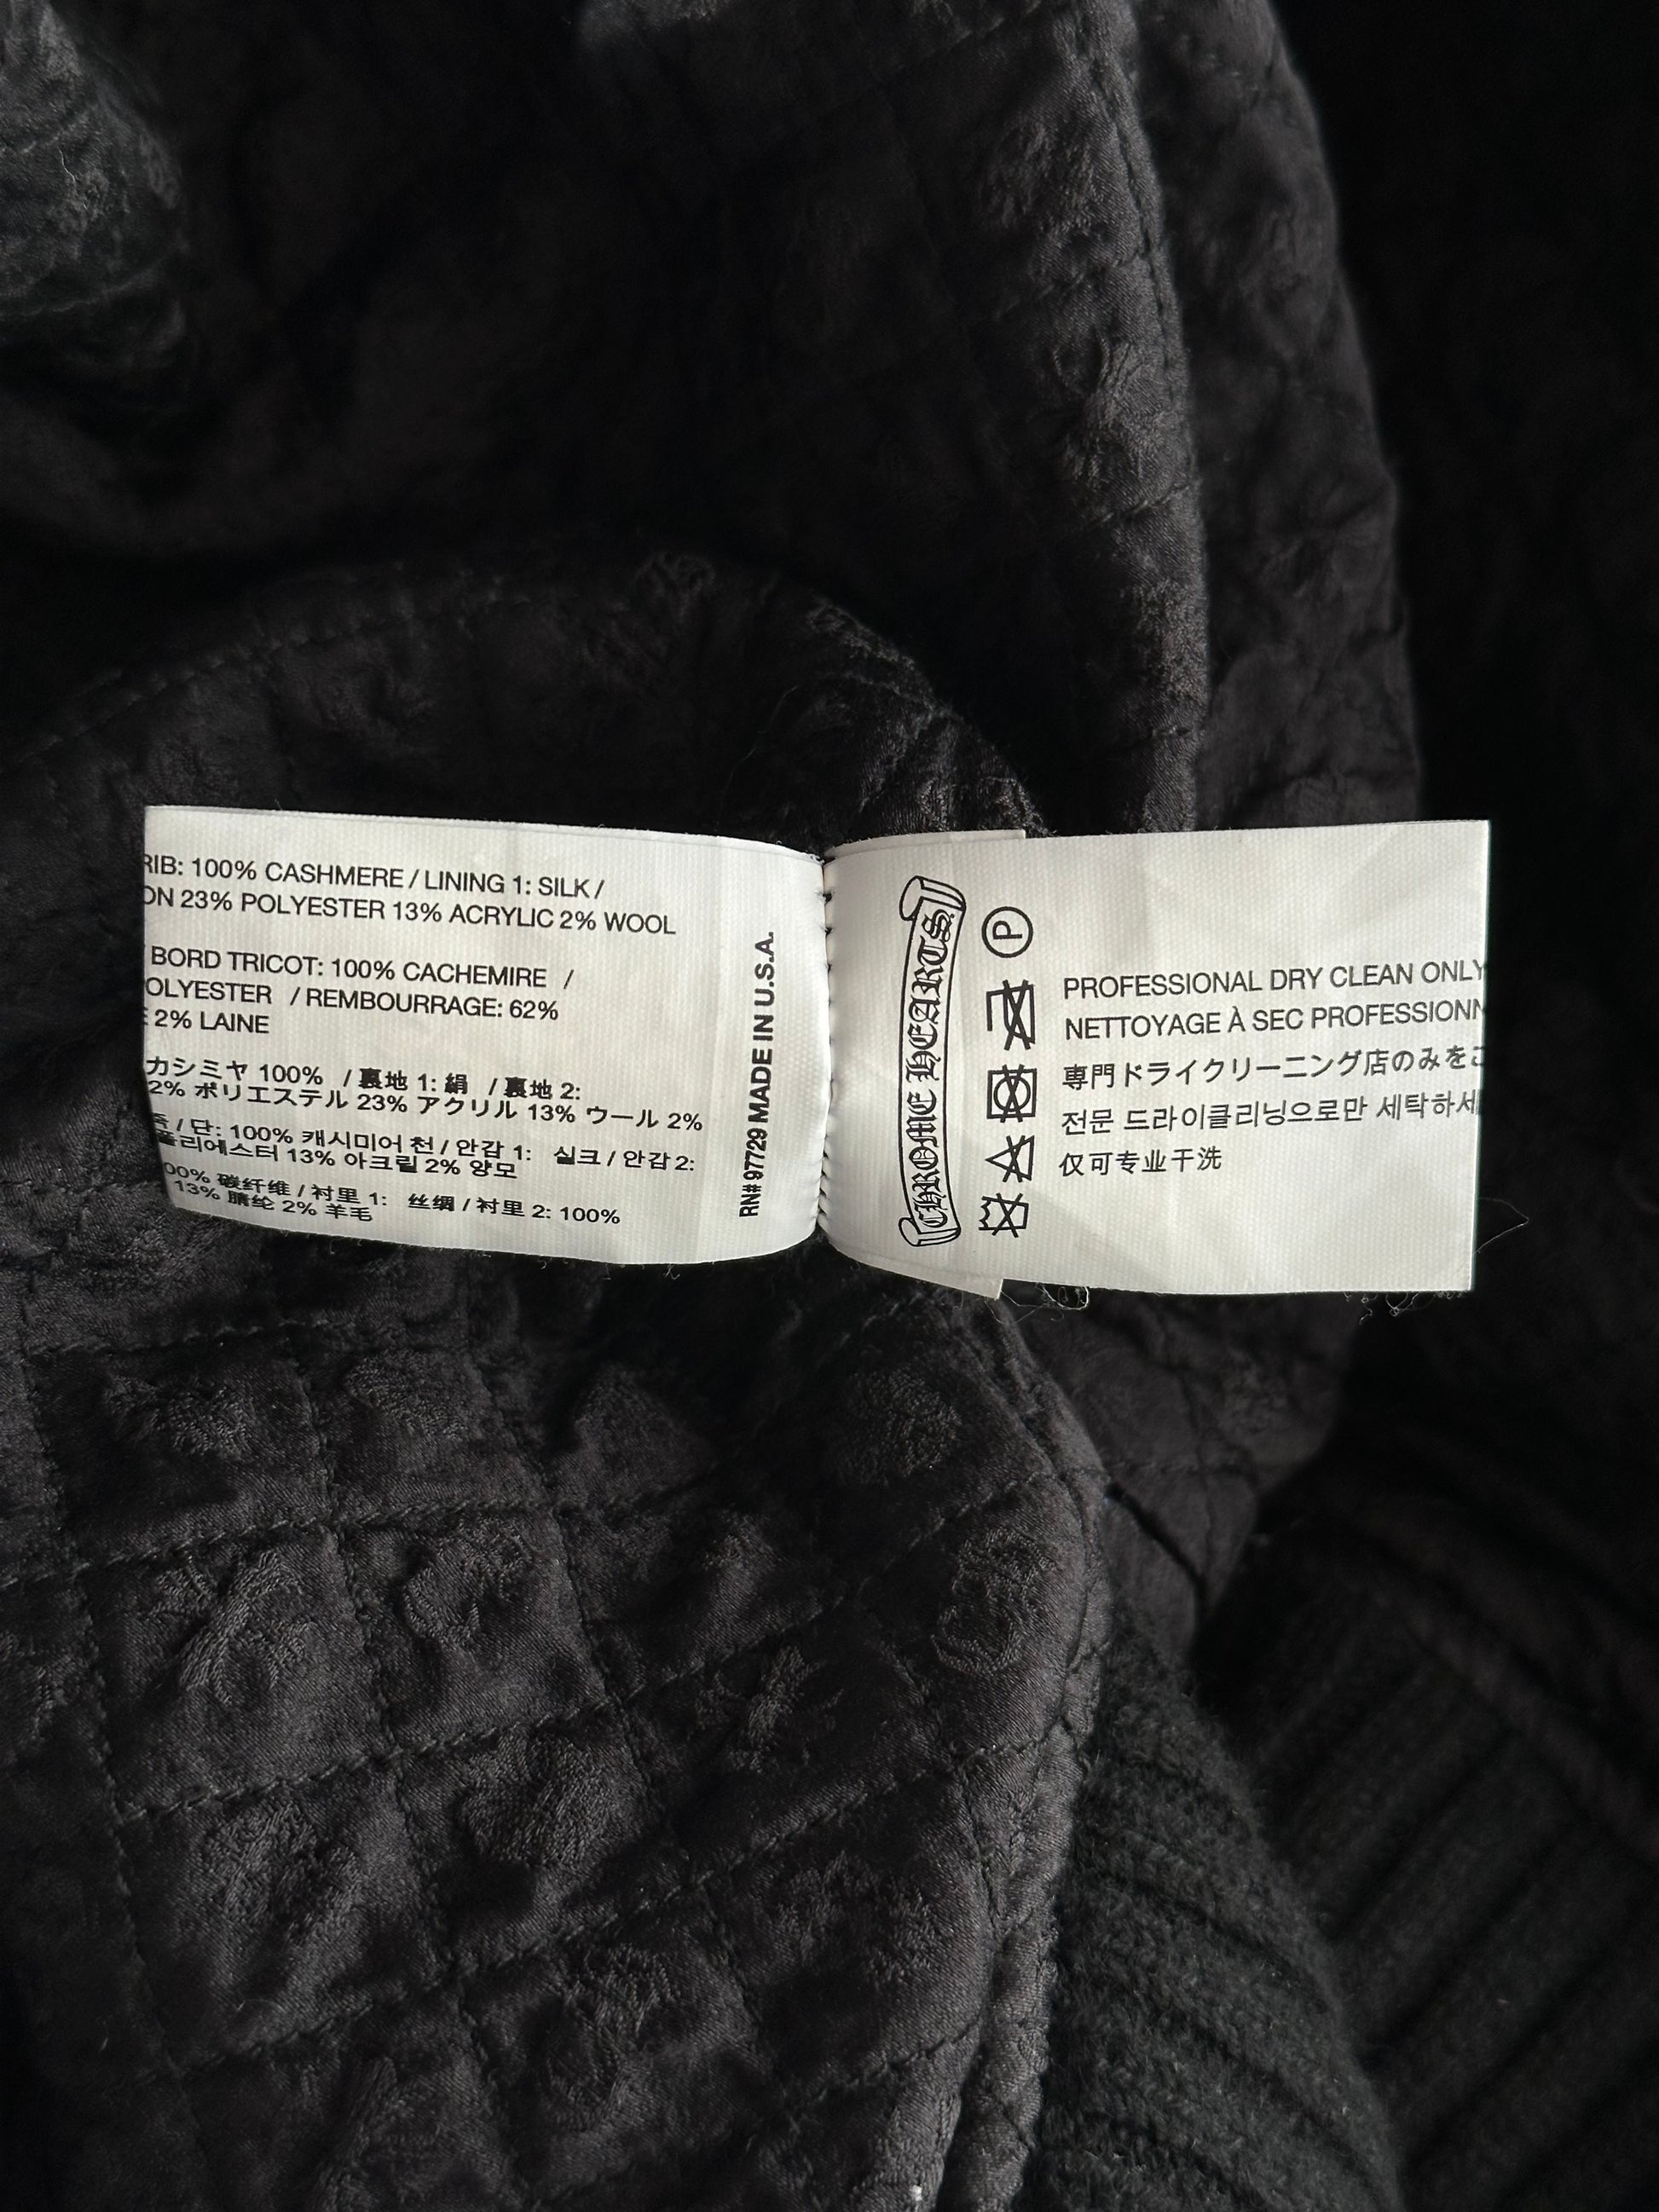 RIB: 100% CASHMERE / LINING 1: SILK /
ON 23% POLYESTER 13% ACRYLIC 2% WOOL
BORD TRICOT: 100% CACHEMIRE /
OLYESTER / REMBOURRAGE: 62%
2% LAINE
カシミヤ 100% / 裏地 1: 絹 / 裏地 2:
2% ポリエステル 23% アクリル 13% ウール 2%
/ 단: 100% 캐시미어 천 / 안감 1: 실크 / 안감 2:
폴리에스터 13% 아크릴 2% 양모
00% 碳纤维 / 衬里 1: 丝绸 / 衬里 2: 100%
13% 腈纶 2% 羊毛
RN# 97729 MADE IN U.S.A.
CHROME HEARTS
P
PROFESSIONAL DRY CLEAN ONLY
NETTOYAGE À SEC PROFESSIONN
専門ドライクリーニング店のみをご
전문 드라이클리닝으로만 세탁하세
仅可专业干洗